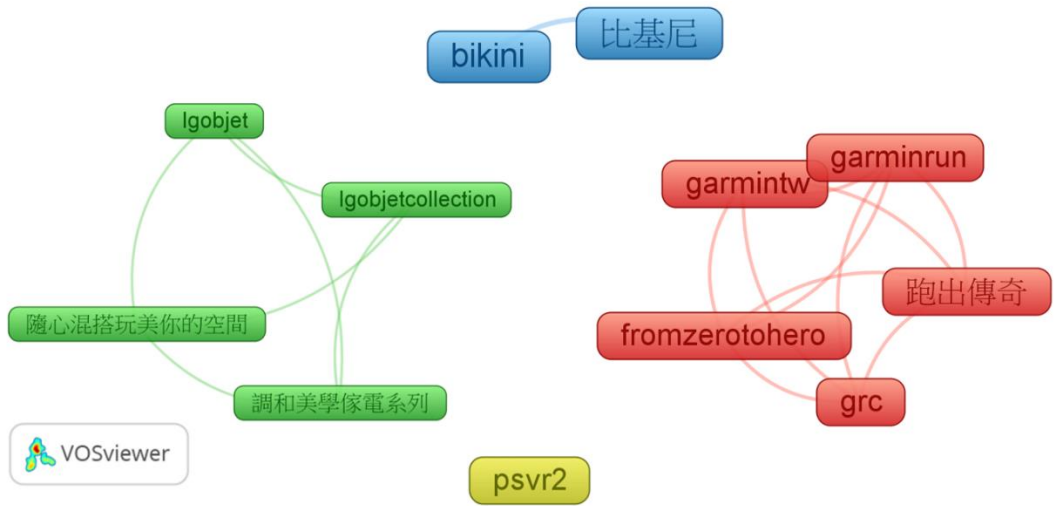 bikini
比基尼
lgobjet
lgobjetcollection
隨心混搭玩美你的空間
調和美學傢電系列
garminrun
garmintw
跑出傳奇
fromzerotohero
grc
VOSviewer
psvr2